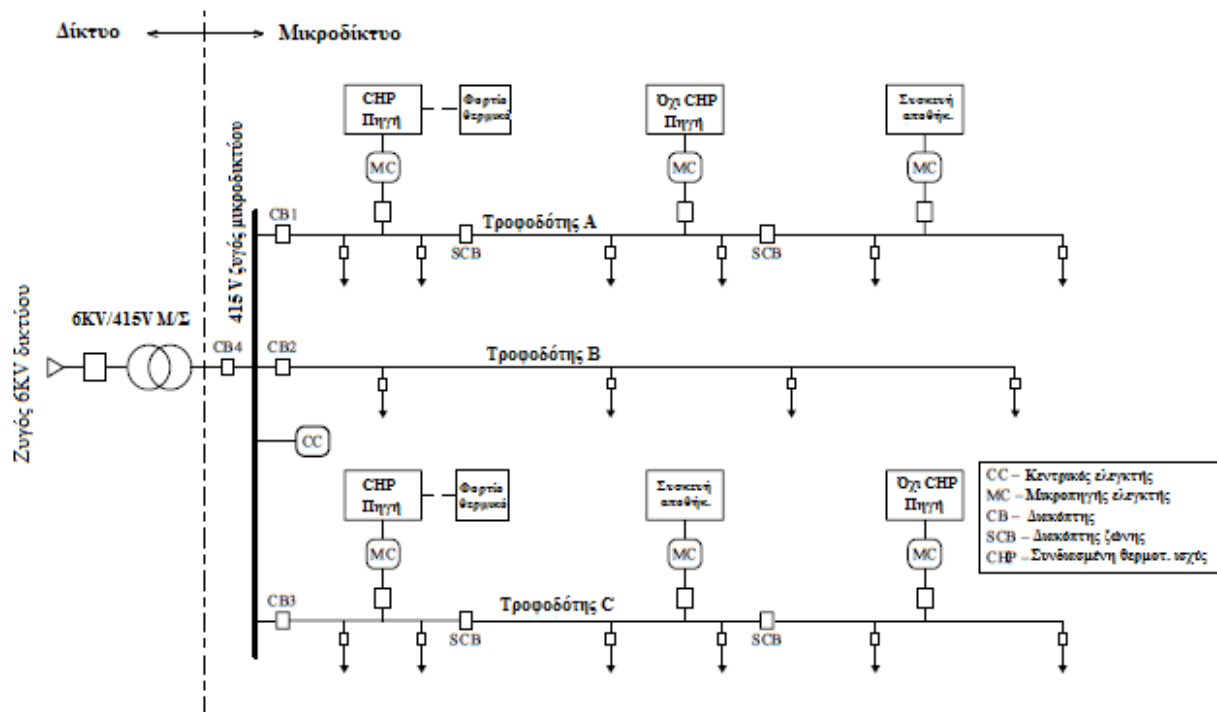 Δίκτυο
Μικροδίκτυο
CHP
Πηγή
Φορτία
θερμικά
Όχι CHP
Πηγή
Συσκευή
αποθήκ.
MC
MC
MC
415 V ζυγός μικροδικτύου
CB1
Τροφοδότης A
SCB
SCB
Ζυγός 6KV δικτύου
6KV/415V Μ/Σ
CB4
CB2
Τροφοδότης B
CC
CHP
Πηγή
Φορτία
θερμικά
Συσκευή
αποθήκ.
Όχι CHP
Πηγή
MC
MC
MC
CB3
Τροφοδότης C
SCB
SCB
CC – Κεντρικός ελεγκτής
MC – Μικροπηγής ελεγκτής
CB – Διακόπτης
SCB – Διακόπτης ζώνης
CHP – Συνδιασμένη θερμοτ. ισχύς